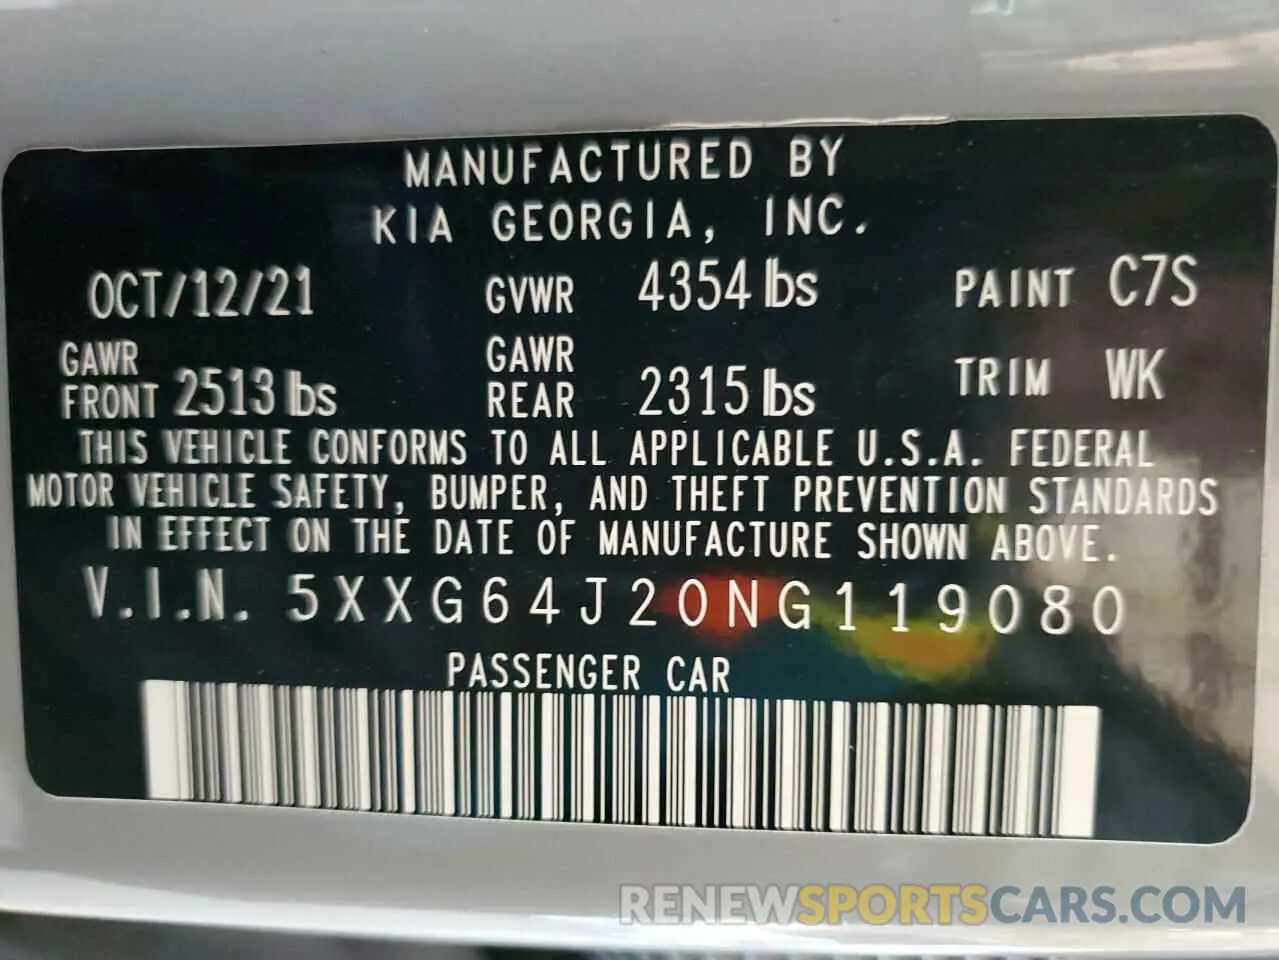 MANUFACTURED BY
KIA GEORGIA, INC.
OCT/12/21 GVWR 4354 lbs PAINT C7S
GAWR FRONT 2513 lbs GAWR REAR 2315 lbs TRIM WK
THIS VEHICLE CONFORMS TO ALL APPLICABLE U.S.A. FEDERAL
MOTOR VEHICLE SAFETY, BUMPER, AND THEFT PREVENTION STANDARDS
IN EFFECT ON THE DATE OF MANUFACTURE SHOWN ABOVE.
V.I.N. 5XXG64J20NG119080
PASSENGER CAR
RENEWSPORTSCARS.COM